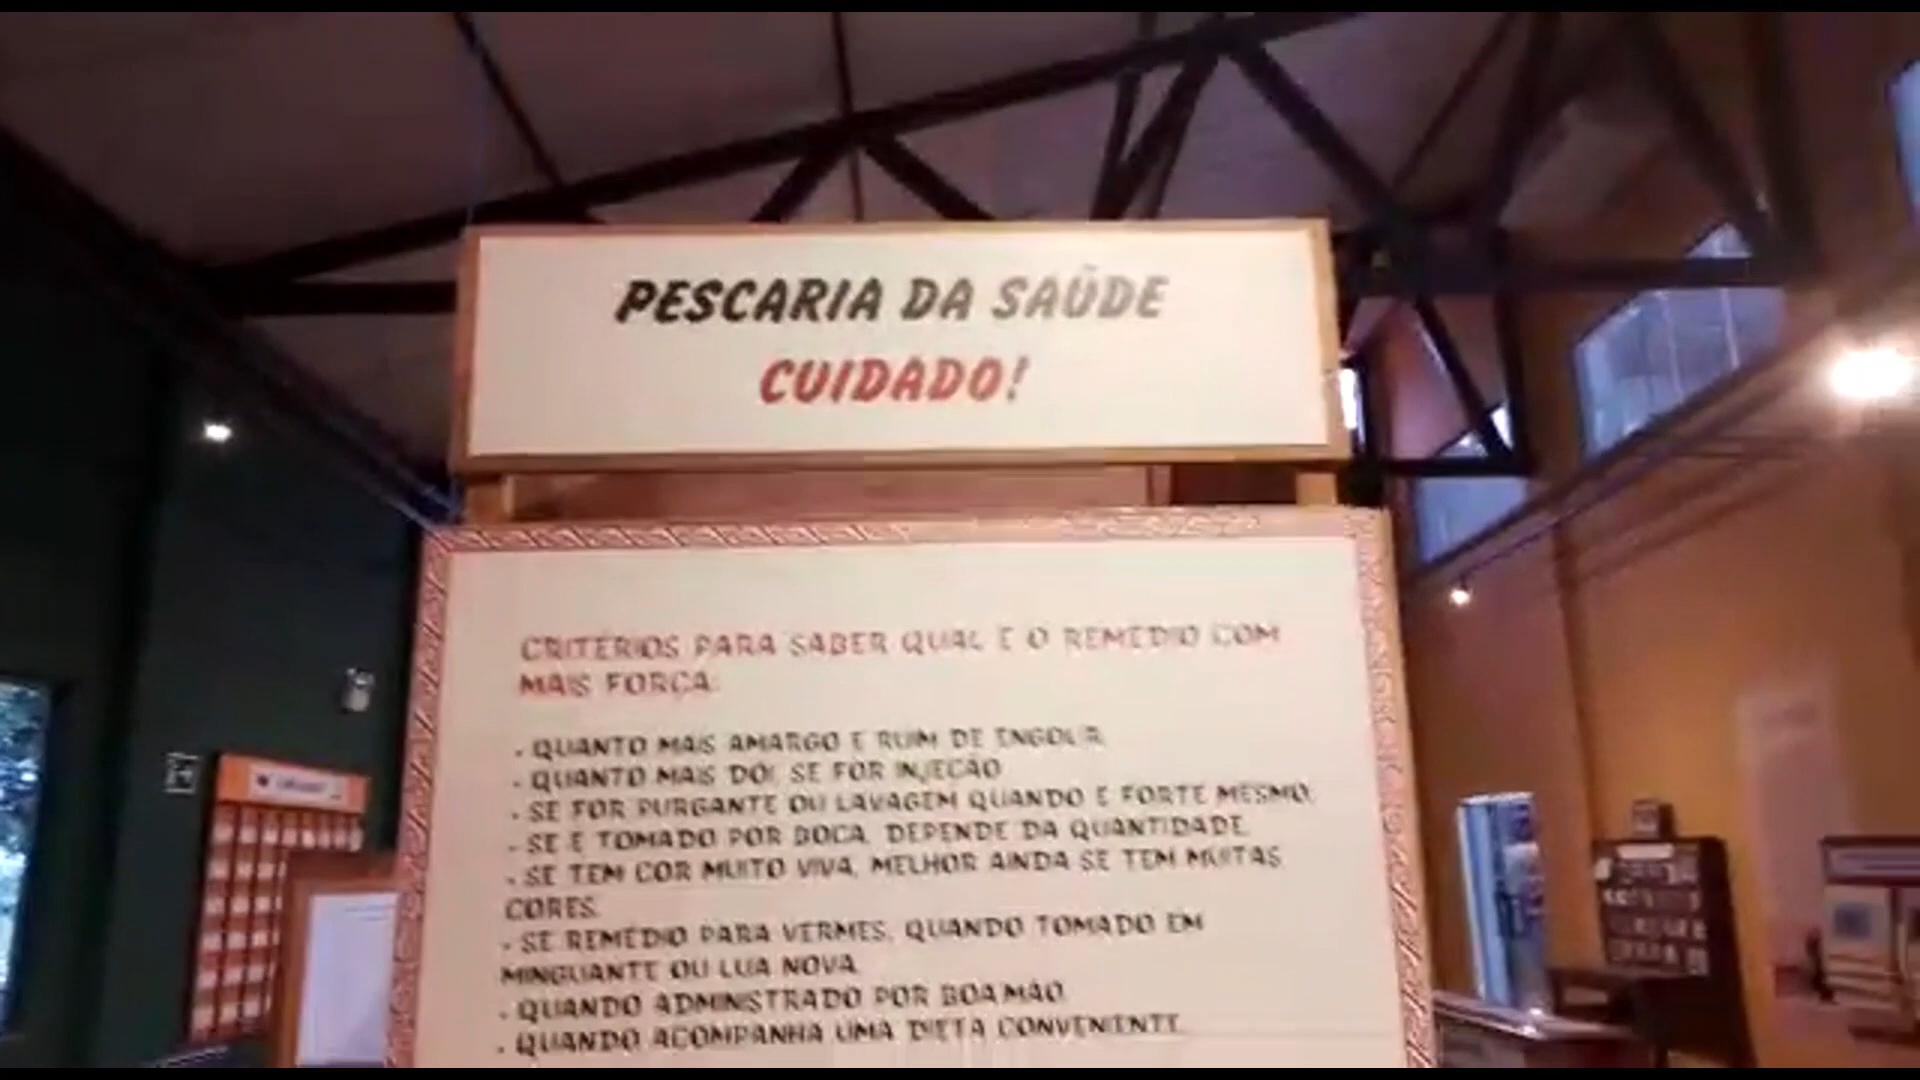 PESCARIA DA SAÚDE
CUIDADO!
CRITÉRIOS PARA SABER QUAL É O REMÉDIO COM
MAIS FORÇA:
- QUANTO MAIS AMARGO E RUIM DE ENGOLIR.
- QUANTO MAIS DÓI, SE FOR INJEÇÃO.
- SE FOR PURGANTE OU LAVAGEM QUANDO É FORTE MESMO.
- SE É TOMADO POR BOCA, DEPENDE DA QUANTIDADE.
- SE TEM COR MUITO VIVA, MELHOR AINDA SE TEM MUITAS
CORES.
- SE REMÉDIO PARA VERMES, QUANDO TOMADO EM
MINGUANTE OU LUA NOVA.
- QUANDO ADMINISTRADO POR BOA MÃO.
- QUANDO ACOMPANHA UMA DIETA CONVENIENTE.